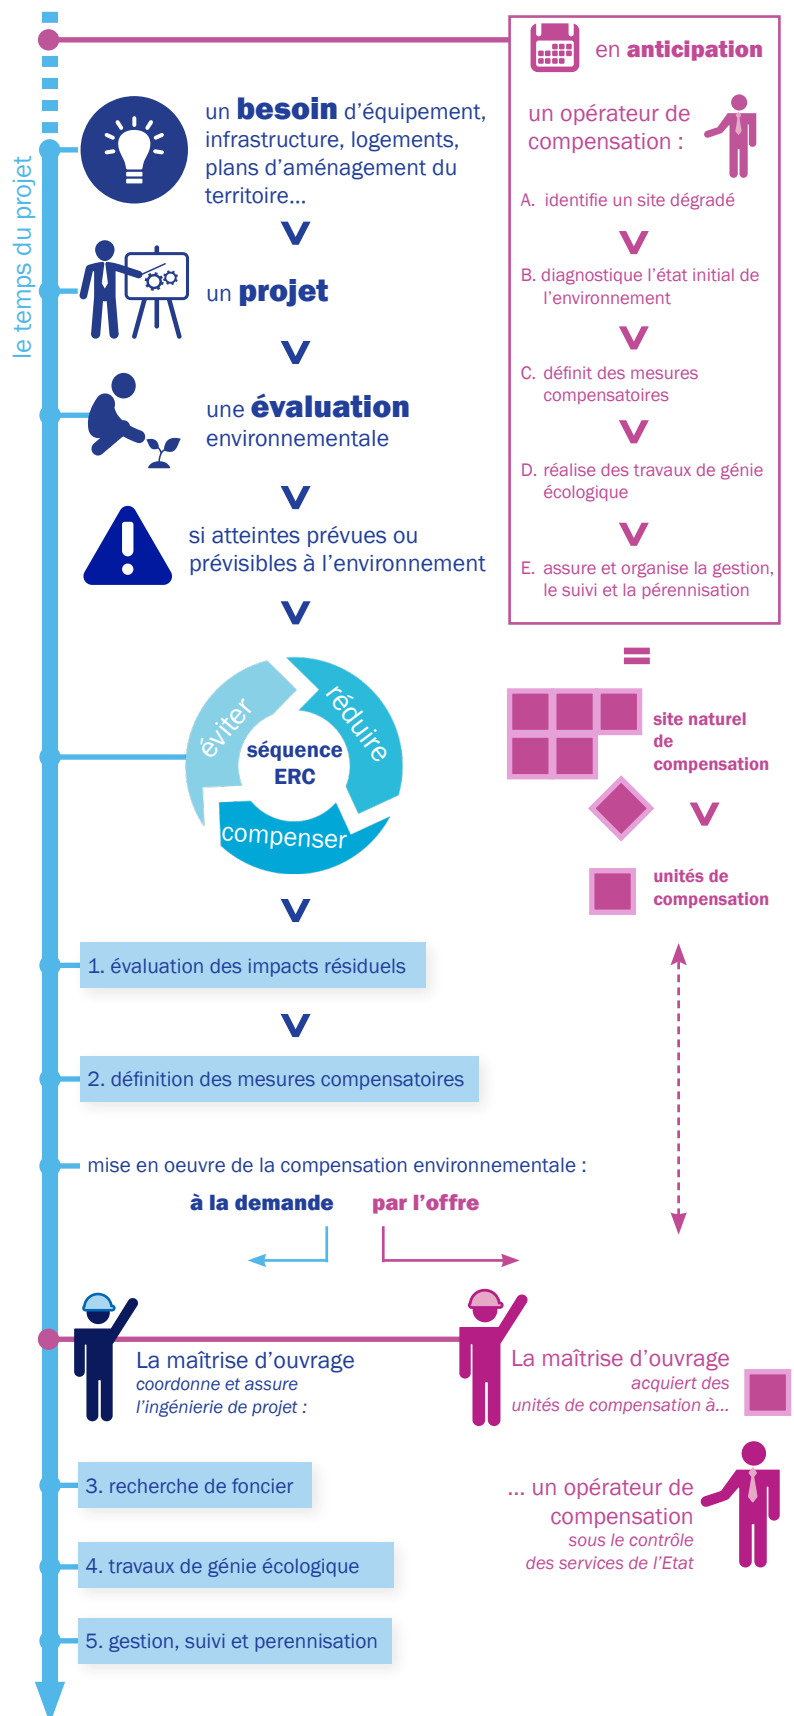 le temps du projet
en anticipation
un opérateur de
compensation :
A. identifie un site dégradé
B. diagnostique l'état initial de
l'environnement
C. définit des mesures
compensatoires
D. réalise des travaux de génie
écologique
E. assure et organise la gestion,
le suivi et la pérennisation
=
site naturel
de
compensation
unités de
compensation
un besoin d'équipement,
infrastructure, logements,
plans d'aménagement du
territoire...
un projet
une évaluation
environnementale
si atteintes prévues ou
prévisibles à l'environnement
éviter
réduire
compenser
séquence
ERC
1. évaluation des impacts résiduels
2. définition des mesures compensatoires
mise en oeuvre de la compensation environnementale :
à la demande
par l'offre
La maîtrise d'ouvrage
coordonne et assure
l'ingénierie de projet :
3. recherche de foncier
4. travaux de génie écologique
5. gestion, suivi et perennisation
La maîtrise d'ouvrage
acquiert des
unités de compensation à...
... un opérateur de
compensation
sous le contrôle
des services de l'Etat